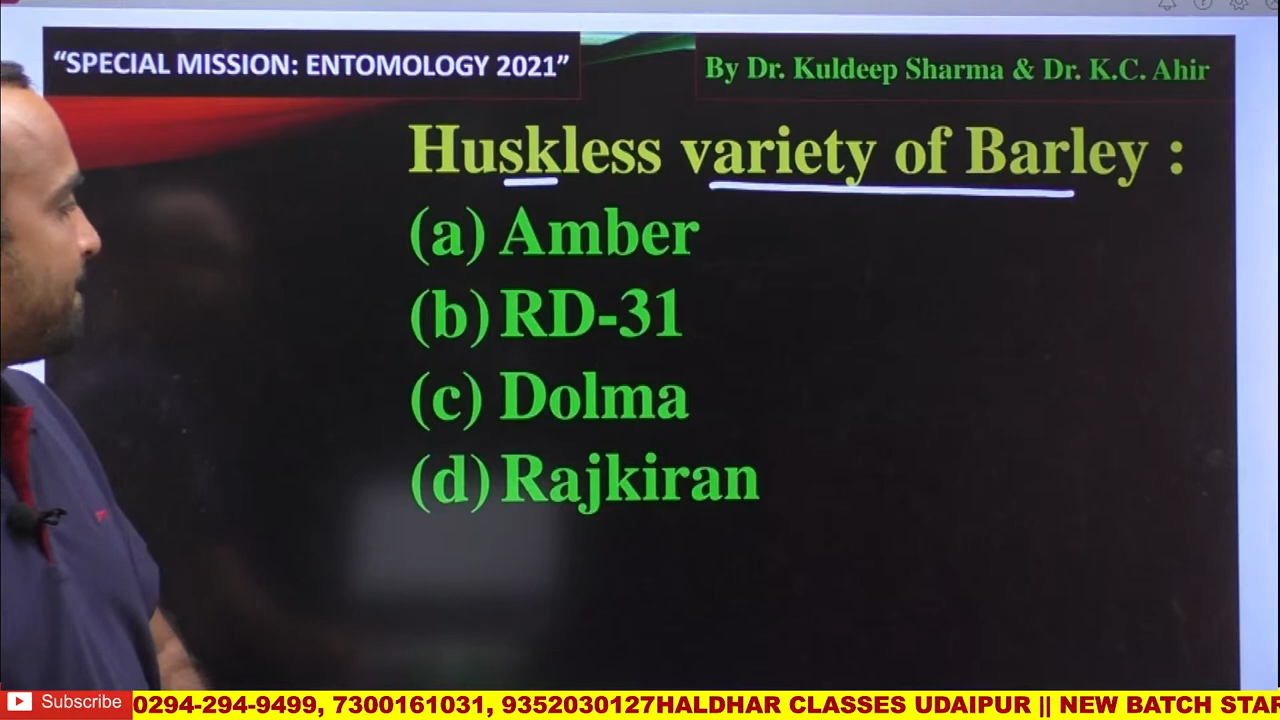 “SPECIAL MISSION: ENTOMOLOGY 2021”
By Dr. Kuldeep Sharma & Dr. K.C. Ahir
Huskless variety of Barley :
(a) Amber
(b) RD-31
(c) Dolma
(d) Rajkiran
Subscribe
0294-294-9499, 7300161031, 9352030127HALDHAR CLASSES UDAIPUR || NEW BATCH STAR